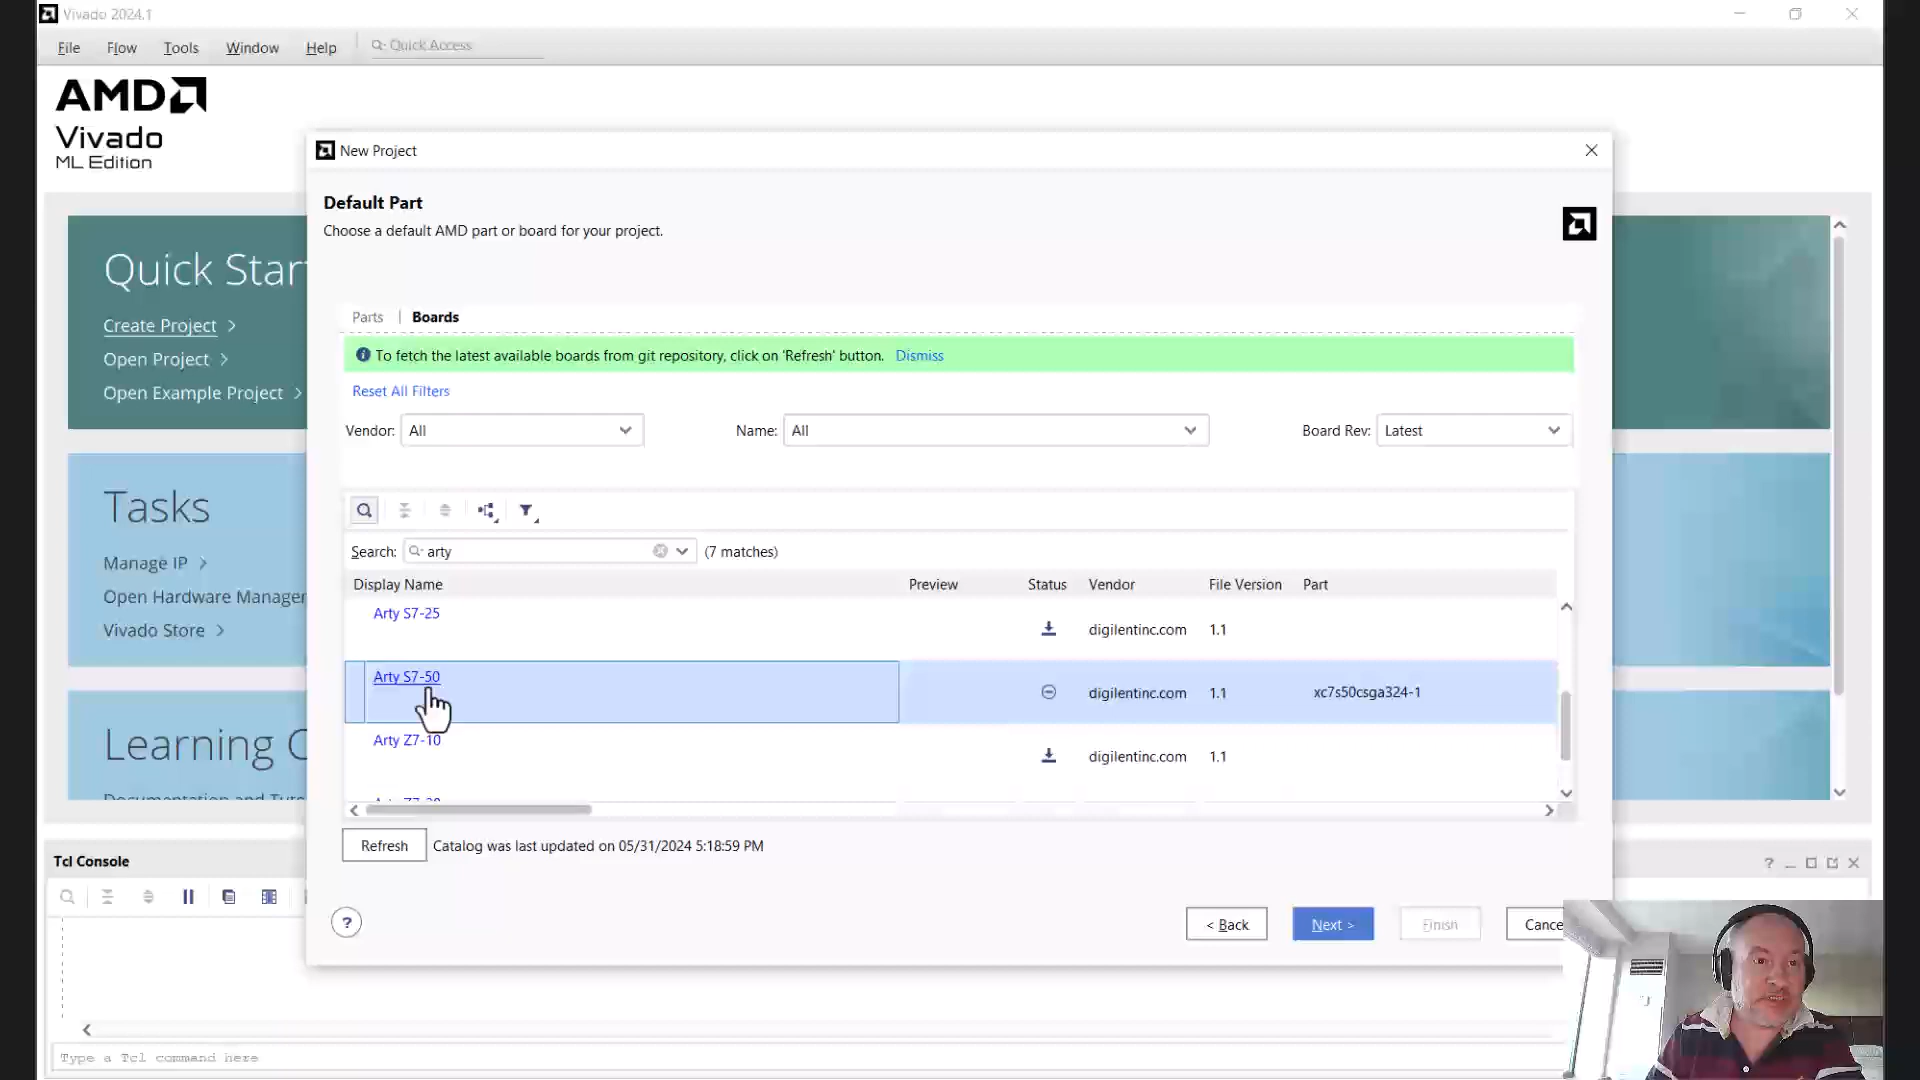 Vivado 2024.1
File Flow Tools Window Help Quick Access
AMD
Vivado
ML Edition
New Project
Default Part
Choose a default AMD part or board for your project.
Quick Star
Create Project
Open Project
Open Example Project
Parts | Boards
To fetch the latest available boards from git repository, click on 'Refresh' button. Dismiss
Reset All Filters
Vendor: All Name: All Board Rev: Latest
Tasks
Manage IP
Open Hardware Manager
Vivado Store
Search: arty (7 matches)
Display Name Preview Status Vendor File Version Part
Arty S7-25 digilentinc.com 1.1
Arty S7-50 digilentinc.com 1.1 xc7s50csga324-1
Arty Z7-10 digilentinc.com 1.1
Learning C
Refresh Catalog was last updated on 05/31/2024 5:18:59 PM
Tcl Console
? < Back Next > Finish Cance
Type a Tcl command here